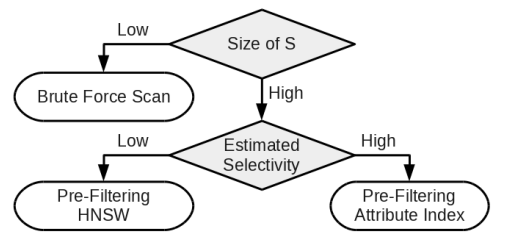 Low
Size of S
Brute Force Scan
High
Low
Estimated
Selectivity
High
Pre-Filtering
HNSW
Pre-Filtering
Attribute Index